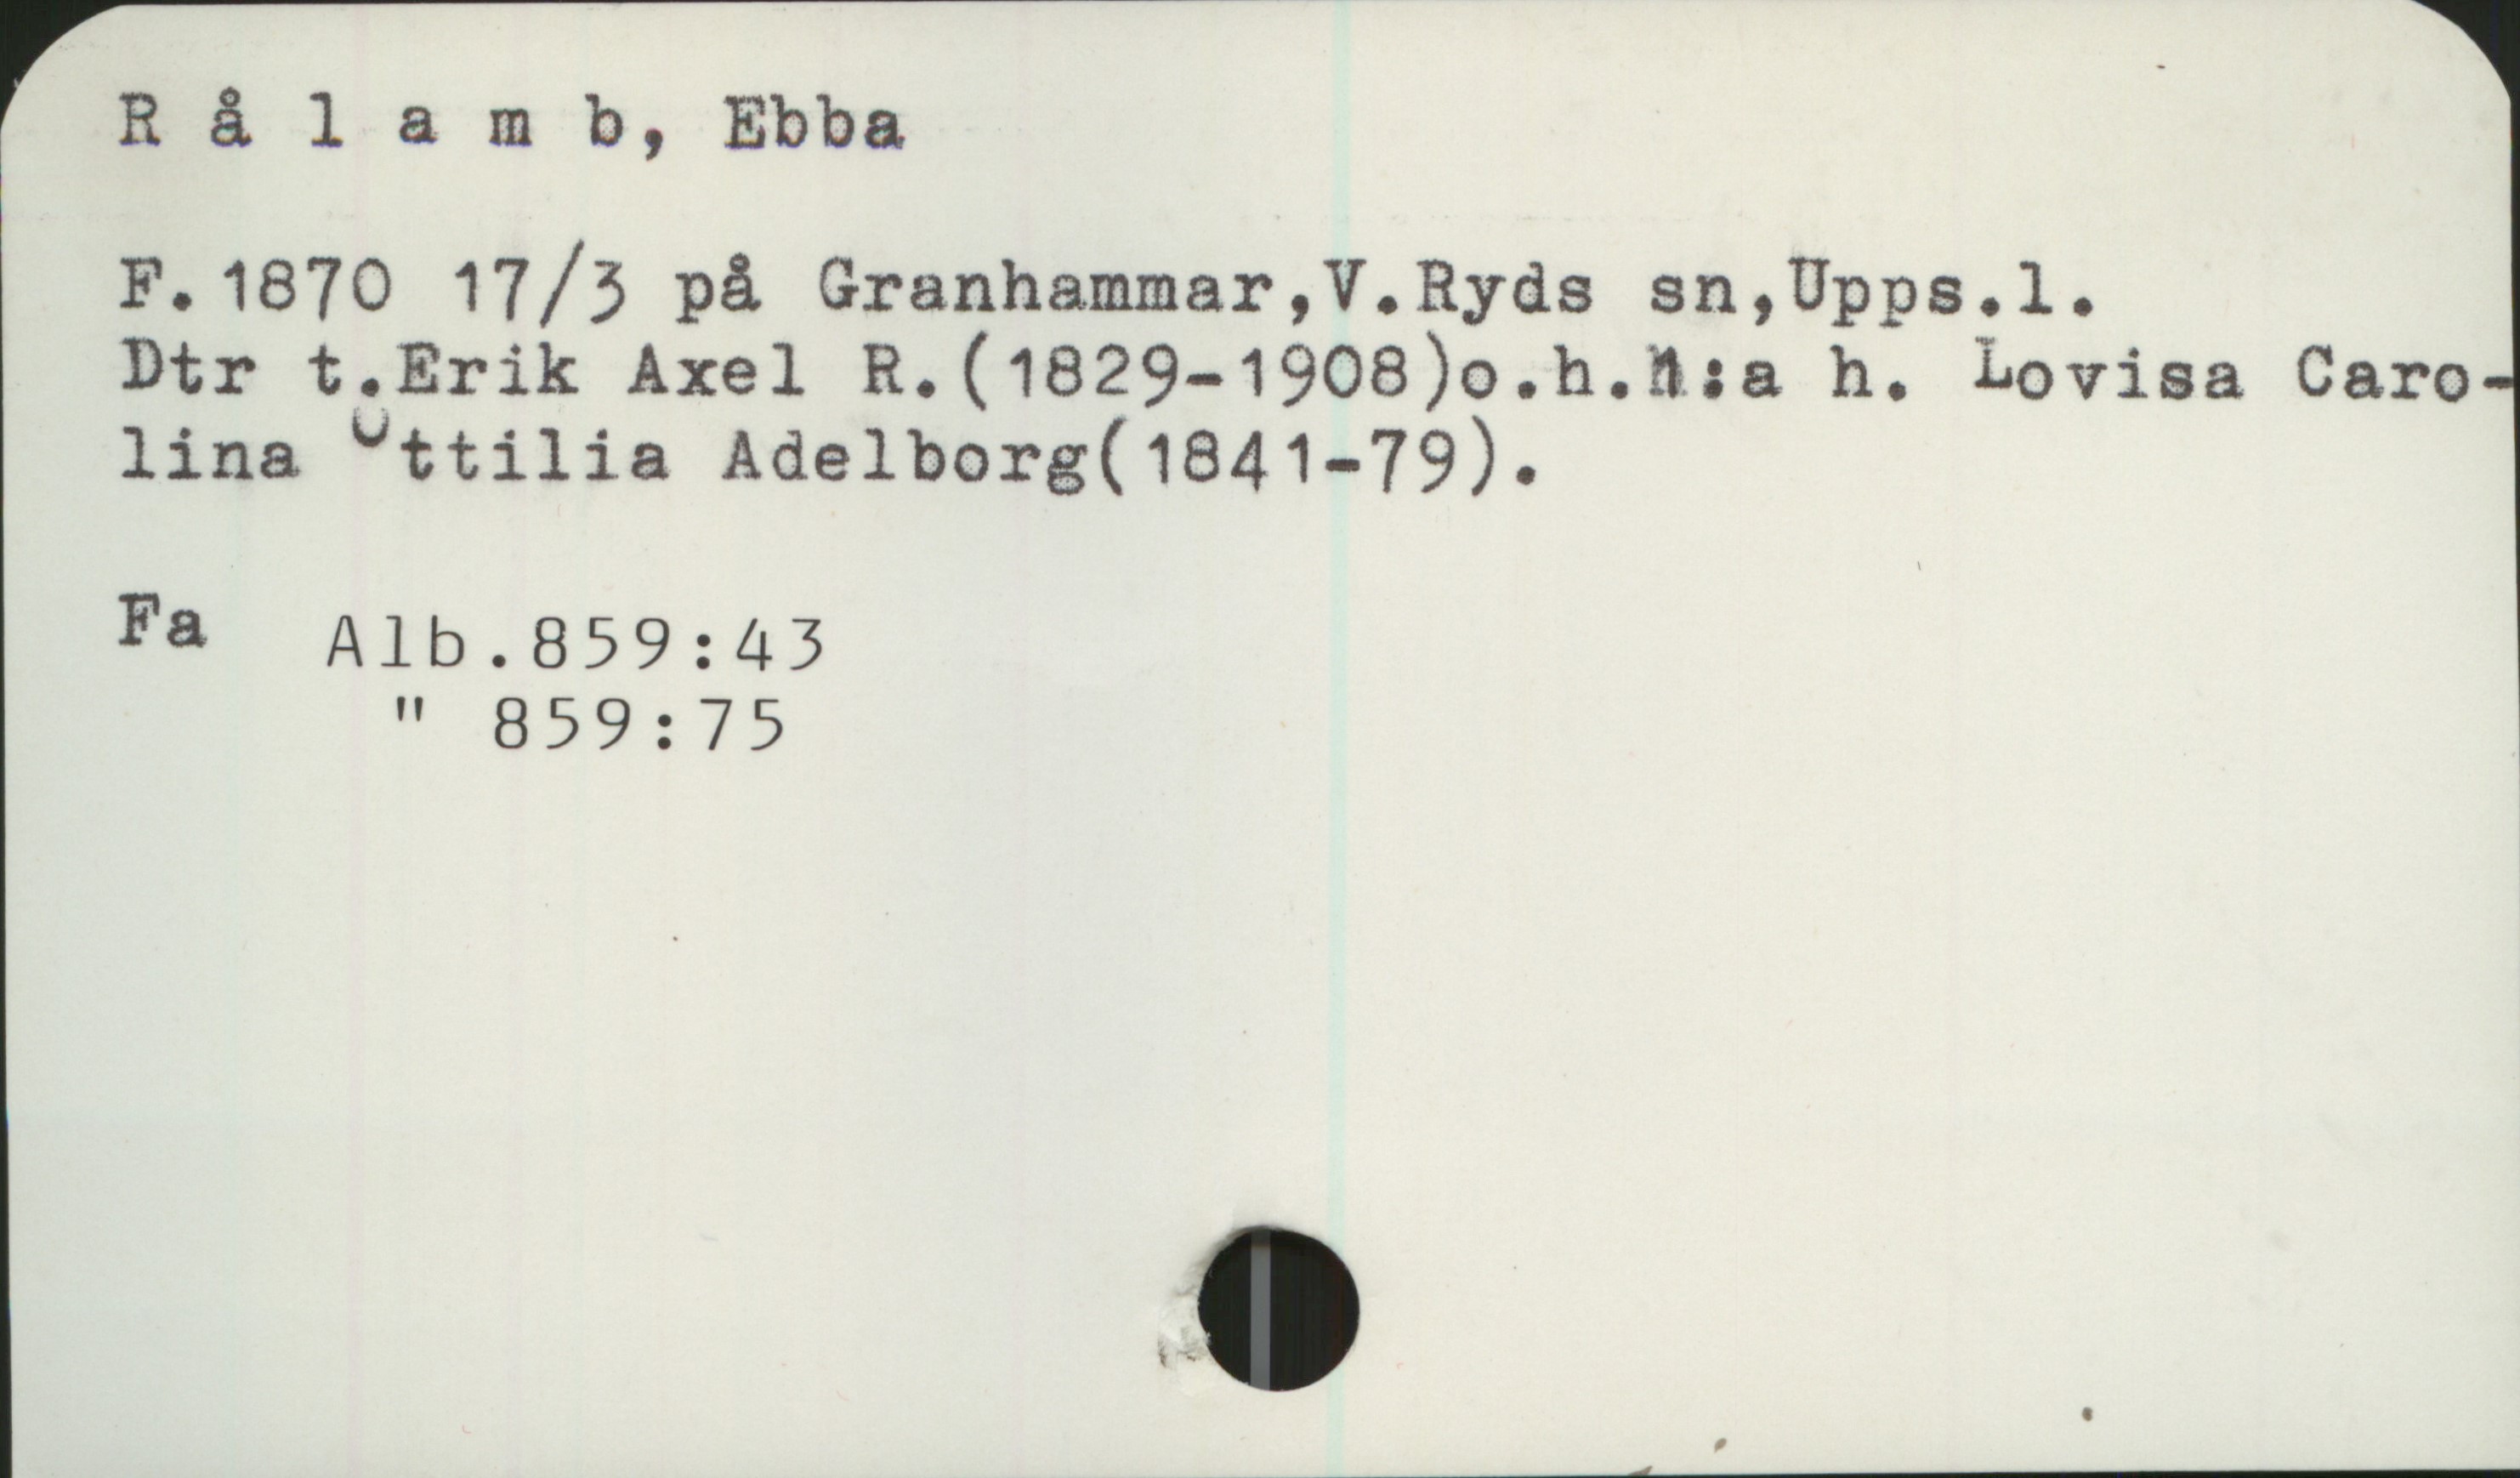 R å l a m b, Ebba
F.1870 17/3 på Granhammar,V.Ryds sn,Upps.l.
Dtr t.Erik Axel R.(1829-1908)o.h.1:a h. Lovisa Caro-
lina Ottilia Adelborg(1841-79).
Fa Alb.859:43
" 859:75